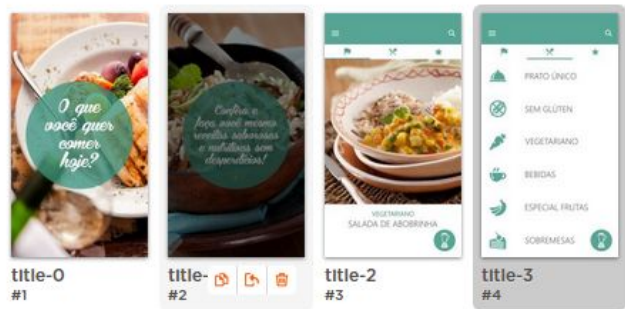 O que
você quer
comer
hoje?
title-0
#1
Confira e
faça você mesmo
receitas saborosas
e nutritivas sem
desperdícios!
title-
#2
VEGETARIANO
SALADA DE ABOBRINHA
title-2
#3
PRATO ÚNICO
SEM GLÚTEN
VEGETARIANO
BEBIDAS
ESPECIAL FRUTAS
SOBREMESAS
title-3
#4